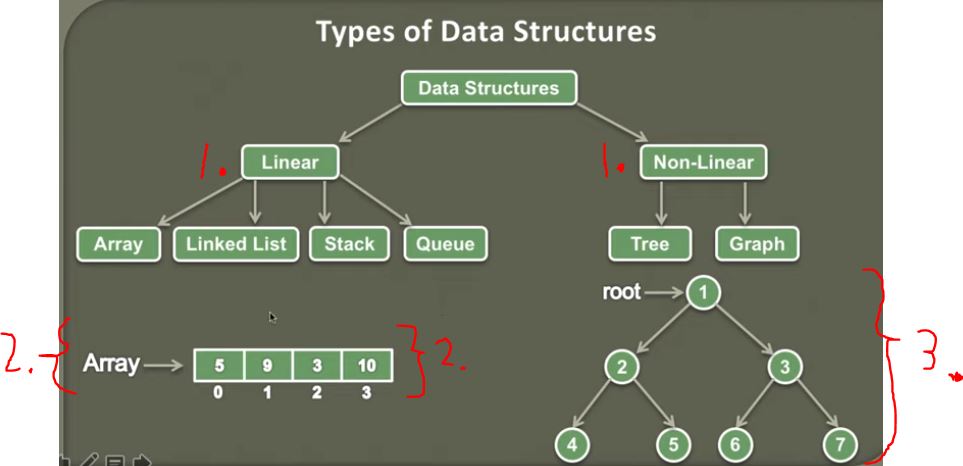 Types of Data Structures
Data Structures
1. Linear 1. Non-Linear
Array Linked List Stack Queue Tree Graph
root 1
2. Array 5 9 3 10 2.
0 1 2 3
2 3
3.
4 5 6 7